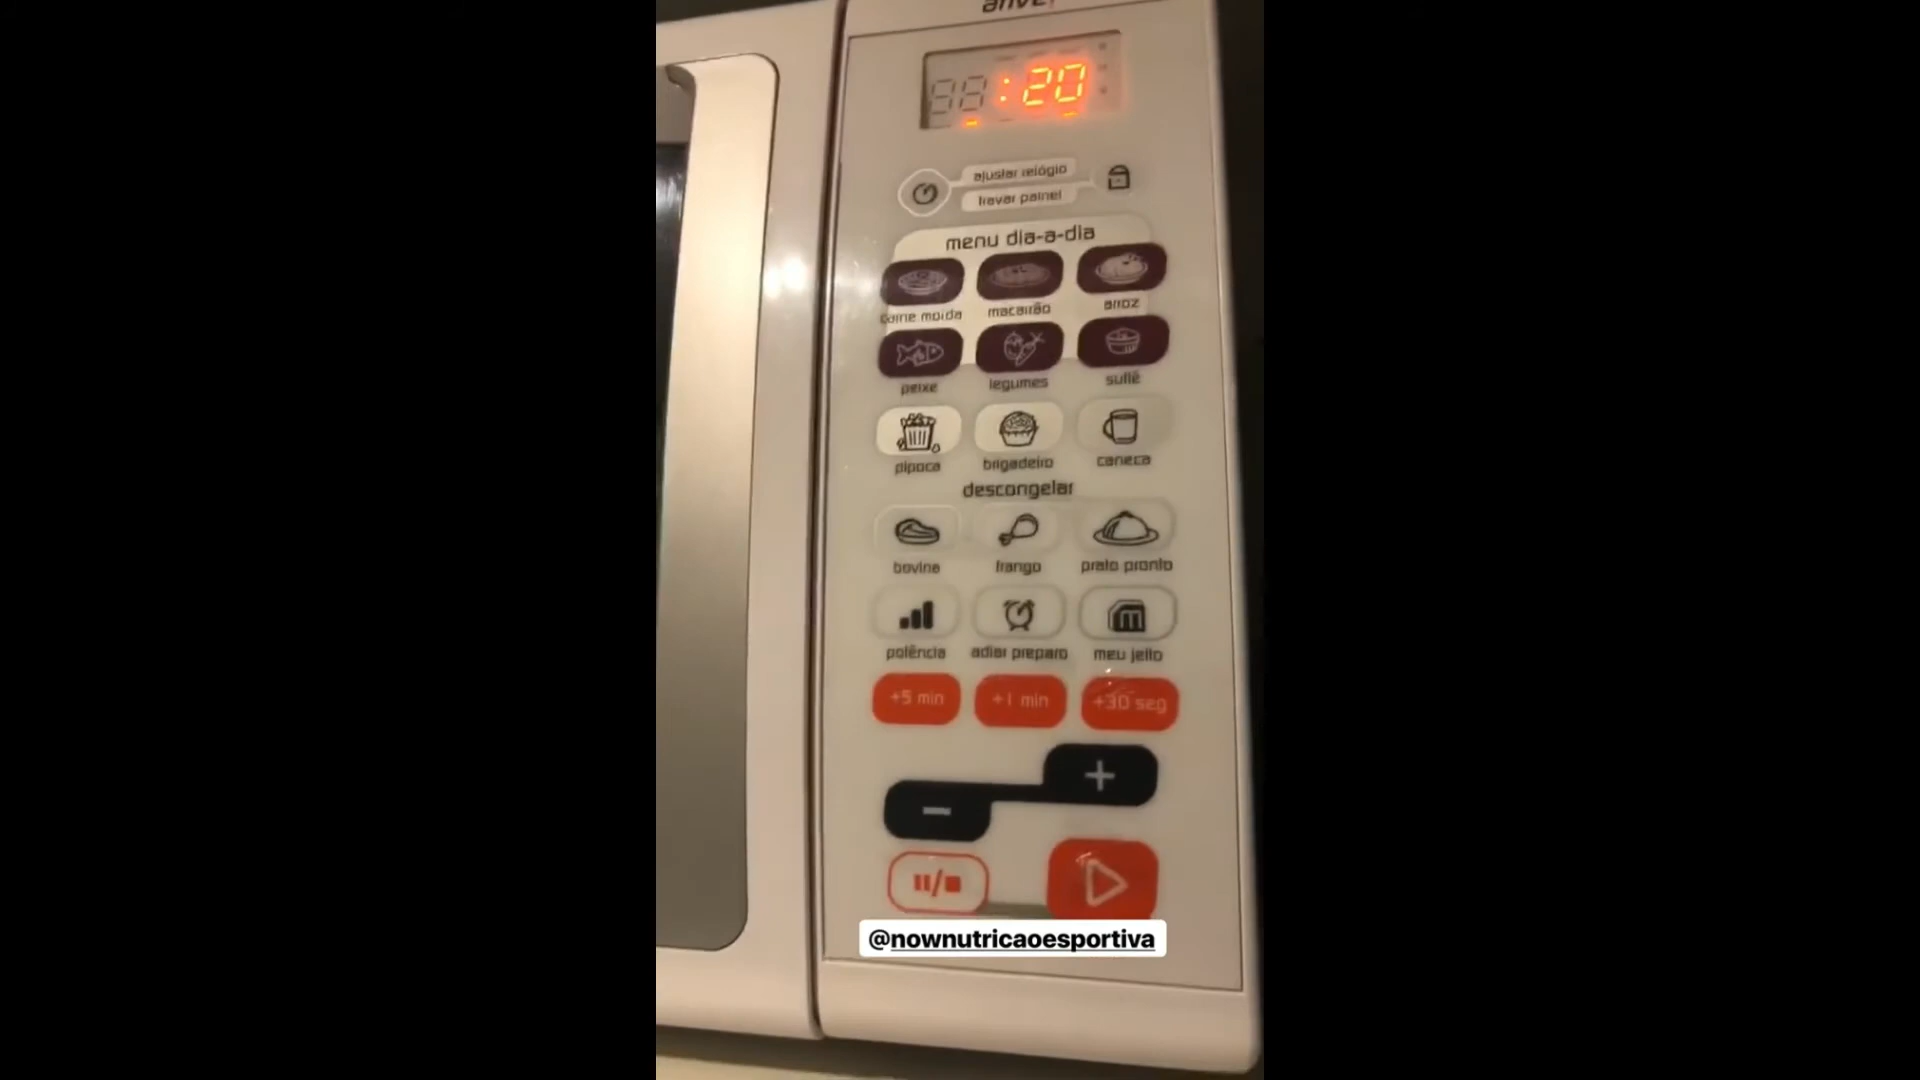 :20
ajustar relógio
travar painel
menu dia-a-dia
carne moída macarrão arroz
peixe legumes suflê
pipoca brigadeiro caneca
descongelar
bovina frango prato pronto
potência adiar preparo meu jeito
+5 min +1 min +30 seg
@nownutricaoesportiva